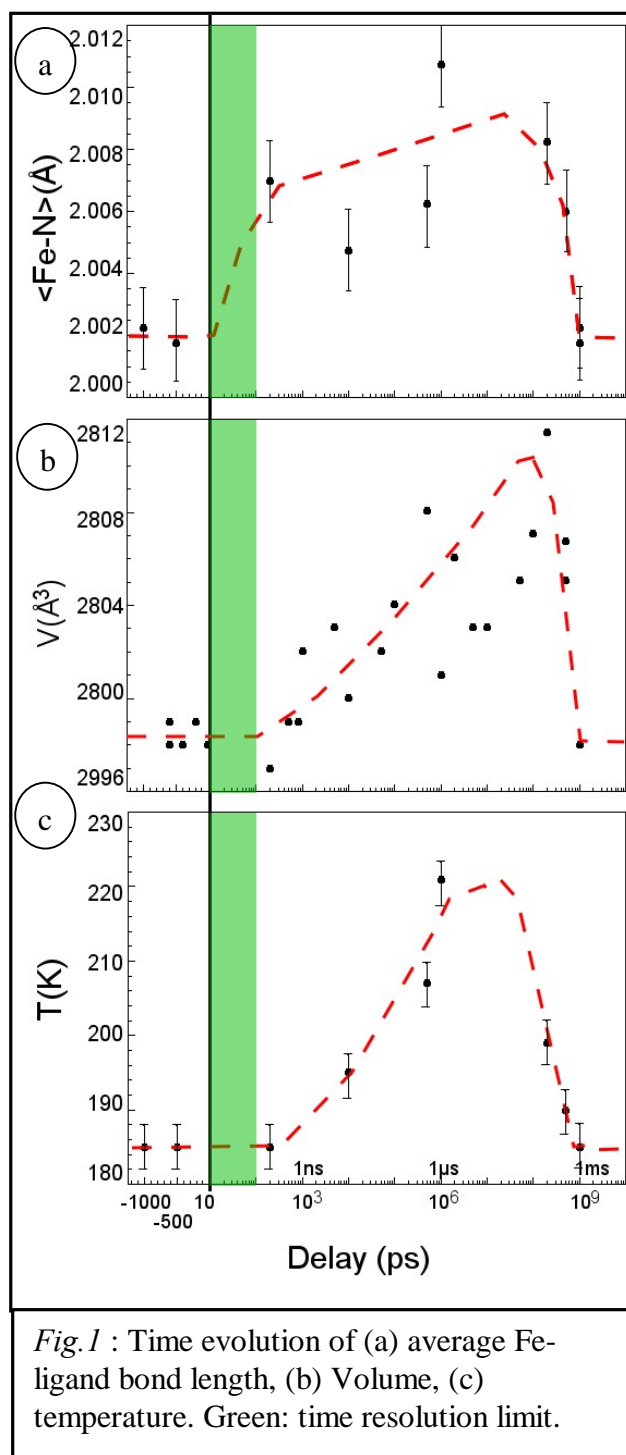 a
2.012
2.010
2.008
2.006
2.004
2.002
2.000
<Fe-N>(Å)
b
2812
2808
2804
2800
2996
V(Å³)
c
230
220
210
200
190
180
T(K)
1ns
1µs
1ms
-1000
-500
10
10³
10⁶
10⁹
Delay (ps)
Fig.1 : Time evolution of (a) average Fe-
ligand bond length, (b) Volume, (c)
temperature. Green: time resolution limit.